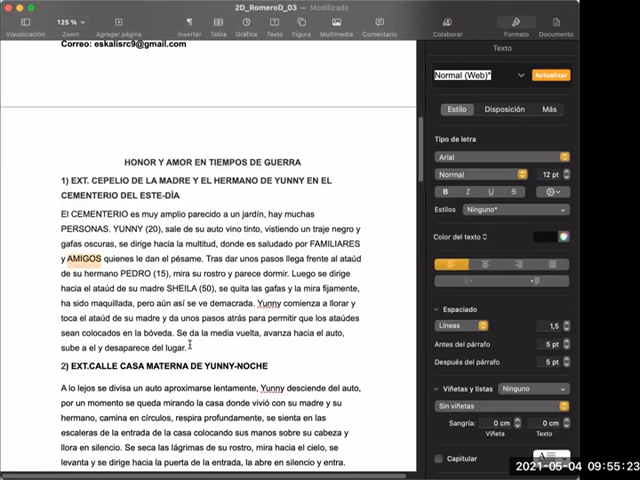 2D_RomeroD_03 — Modificado
125 %
Visualización
Zoom
Agregar página
Insertar
Tabla
Gráfica
Texto
Figura
Multimedia
Comentario
Colaborar
Formato
Documento
Correo: eskalisrc9@gmail.com
HONOR Y AMOR EN TIEMPOS DE GUERRA
1) EXT. CEPELIO DE LA MADRE Y EL HERMANO DE YUNNY EN EL
CEMENTERIO DEL ESTE-DÍA
El CEMENTERIO es muy amplio parecido a un jardín, hay muchas
PERSONAS. YUNNY (20), sale de su auto vino tinto, vistiendo un traje negro y
gafas oscuras, se dirige hacia la multitud, donde es saludado por FAMILIARES
y AMIGOS quienes le dan el pésame. Tras dar unos pasos llega frente al ataúd
de su hermano PEDRO (15), mira su rostro y parece dormir. Luego se dirige
hacia el ataúd de su madre SHEILA (50), se quita las gafas y la mira fijamente,
ha sido maquillada, pero aún así se ve demacrada. Yunny comienza a llorar y
toca el ataúd de su madre y da unos pasos atrás para permitir que los ataúdes
sean colocados en la bóveda. Se da la media vuelta, avanza hacia el auto,
sube a el y desaparece del lugar.
2) EXT.CALLE CASA MATERNA DE YUNNY-NOCHE
A lo lejos se divisa un auto aproximarse lentamente, Yunny desciende del auto,
por un momento se queda mirando la casa donde vivió con su madre y su
hermano, camina en círculos, respira profundamente, se sienta en las
escaleras de la entrada de la casa colocando sus manos sobre su cabeza y
llora en silencio. Se seca las lágrimas de su rostro, mira hacia el cielo, se
levanta y se dirige hacia la puerta de la entrada, la abre en silencio y entra.
Texto
Normal (Web)*
Actualizar
Estilo
Disposición
Más
Tipo de letra
Arial
Normal
12 pt
B I U S
Estilos
Ninguno*
Color del texto
Espaciado
Líneas
1,5
Antes del párrafo
5 pt
Después del párrafo
5 pt
Viñetas y listas
Ninguno
Sin viñetas
Sangría:
0 cm
0 cm
Viñeta
Texto
Capitular
2021-05-04 09:55:23